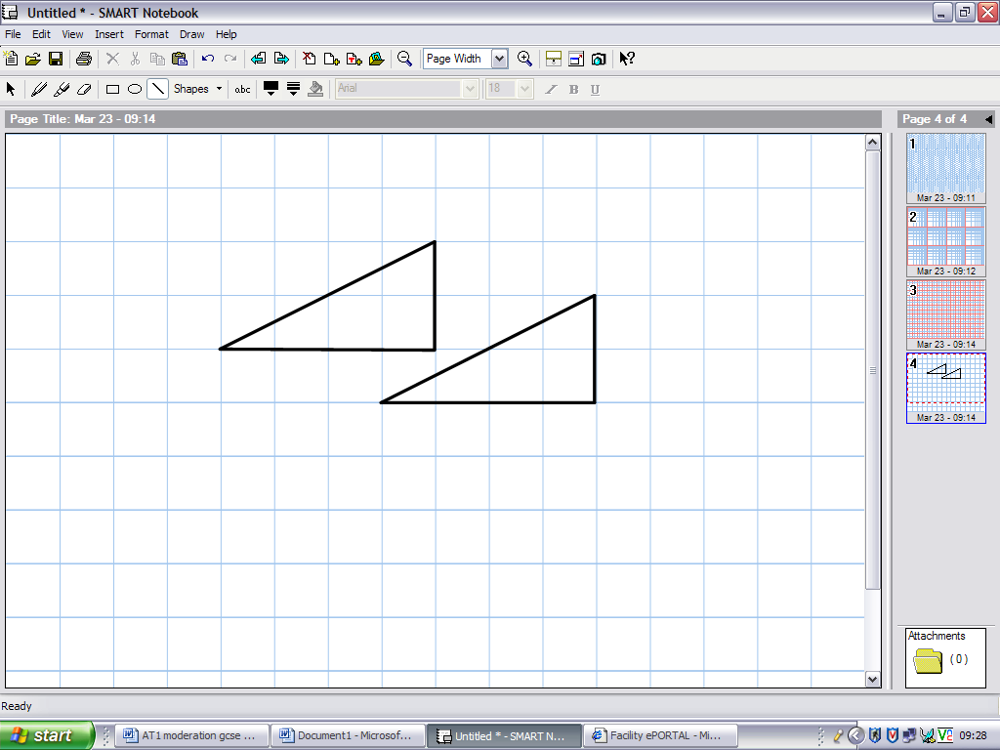 Untitled * - SMART Notebook
File Edit View Insert Format Draw Help
Page Width
Shapes abc Arial 18 I B U
Page Title: Mar 23 - 09:14
Page 4 of 4
1
Mar 23 - 09:11
2
Mar 23 - 09:12
3
Mar 23 - 09:14
4
Mar 23 - 09:14
Attachments
( 0 )
Ready
start AT1 moderation gcse ... Document1 - Microsof... Untitled * - SMART N... Facility ePORTAL - Mi... 09:28